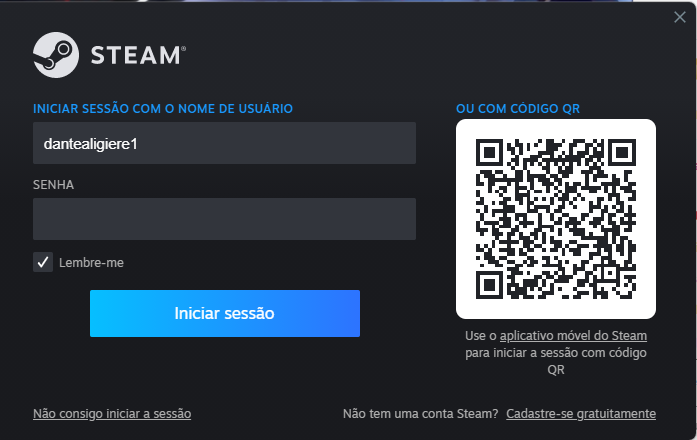 STEAM®
INICIAR SESSÃO COM O NOME DE USUÁRIO
dantealigiere1
SENHA
Lembre-me
Iniciar sessão
OU COM CÓDIGO QR
Use o aplicativo móvel do Steam
para iniciar a sessão com código
QR
Não consigo iniciar a sessão
Não tem uma conta Steam? Cadastre-se gratuitamente